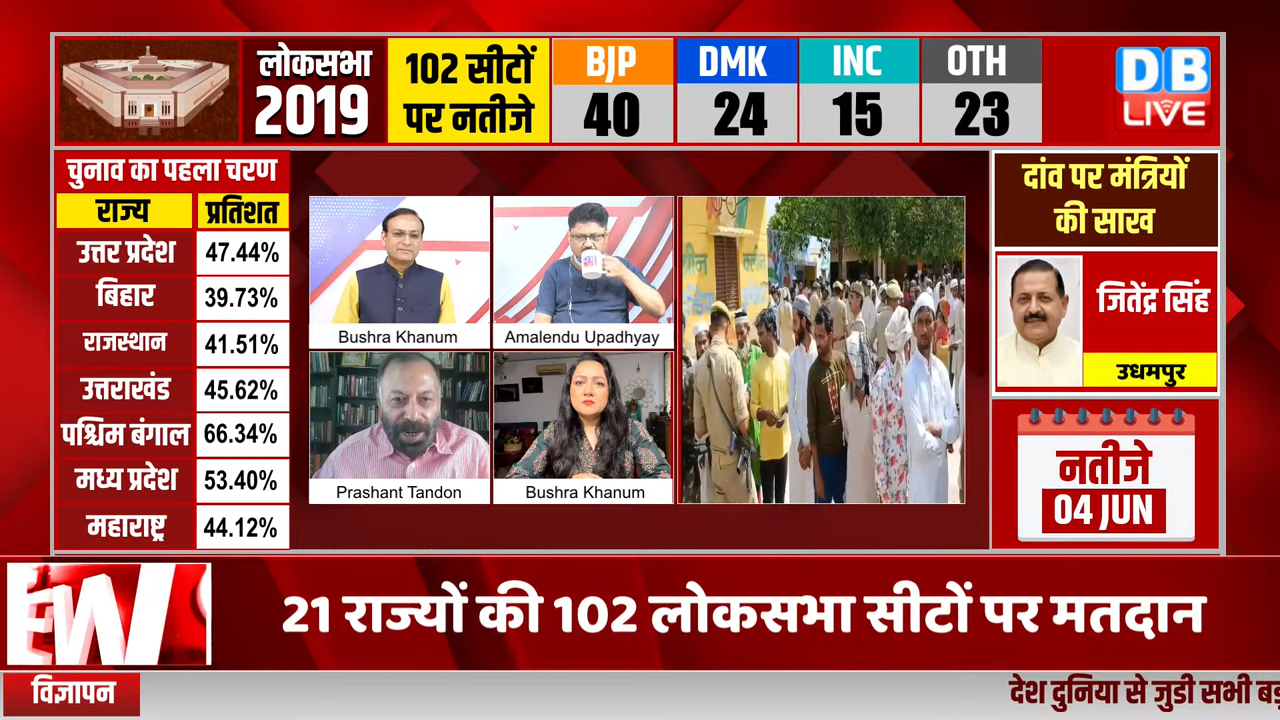 लोकसभा
2019
102 सीटों
पर नतीजे
BJP
40
DMK
24
INC
15
OTH
23
DB
LIVE
चुनाव का पहला चरण
राज्य प्रतिशत
उत्तर प्रदेश 47.44%
बिहार 39.73%
राजस्थान 41.51%
उत्तराखंड 45.62%
पश्चिम बंगाल 66.34%
मध्य प्रदेश 53.40%
महाराष्ट्र 44.12%
Bushra Khanum
Amalendu Upadhyay
Prashant Tandon
Bushra Khanum
दांव पर मंत्रियों
की साख
जितेंद्र सिंह
उधमपुर
नतीजे
04 JUN
21 राज्यों की 102 लोकसभा सीटों पर मतदान
विज्ञापन
देश दुनिया से जुडी सभी